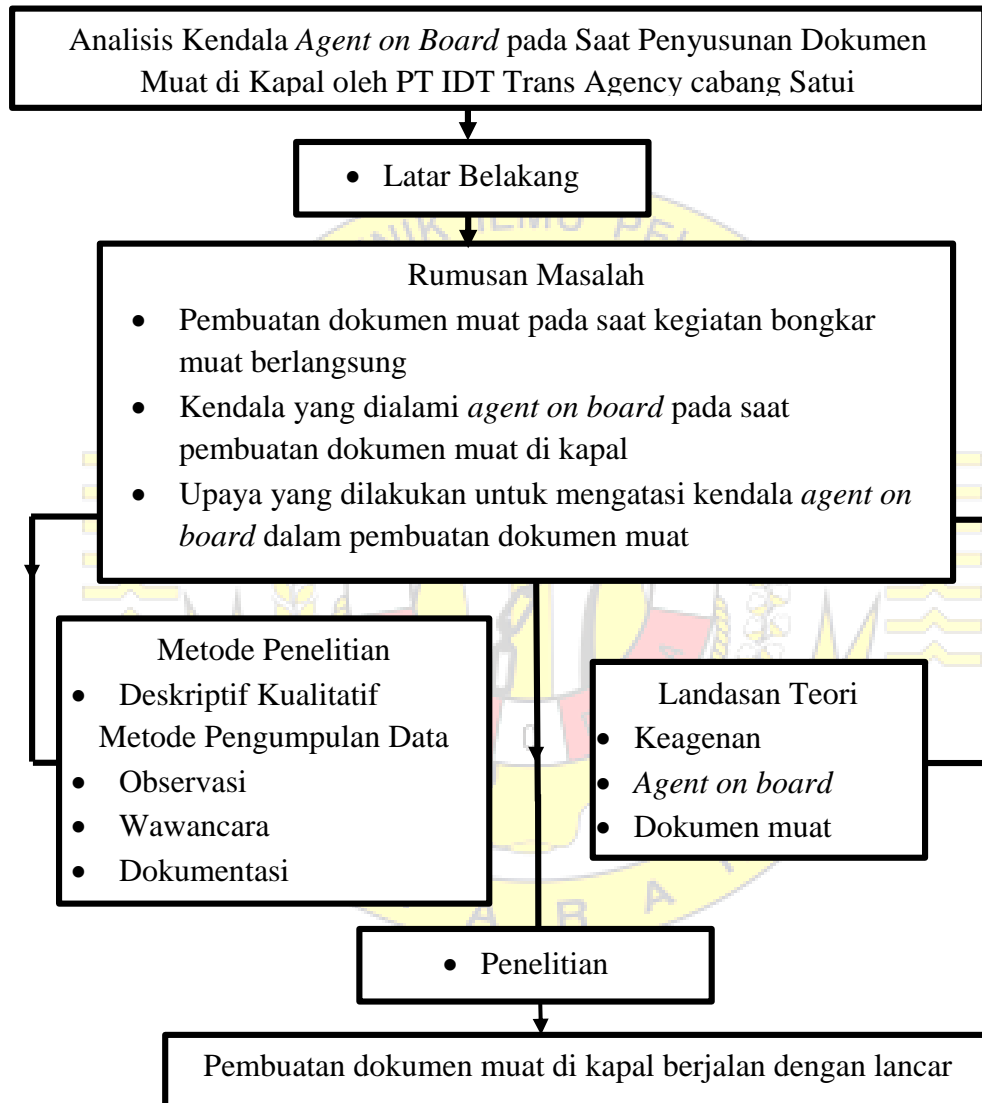 Analisis Kendala Agent on Board pada Saat Penyusunan Dokumen
Muat di Kapal oleh PT IDT Trans Agency cabang Satui
• Latar Belakang
Rumusan Masalah
• Pembuatan dokumen muat pada saat kegiatan bongkar
muat berlangsung
• Kendala yang dialami agent on board pada saat
pembuatan dokumen muat di kapal
• Upaya yang dilakukan untuk mengatasi kendala agent on
board dalam pembuatan dokumen muat
Metode Penelitian
• Deskriptif Kualitatif
Metode Pengumpulan Data
• Observasi
• Wawancara
• Dokumentasi
Landasan Teori
• Keagenan
• Agent on board
• Dokumen muat
• Penelitian
Pembuatan dokumen muat di kapal berjalan dengan lancar